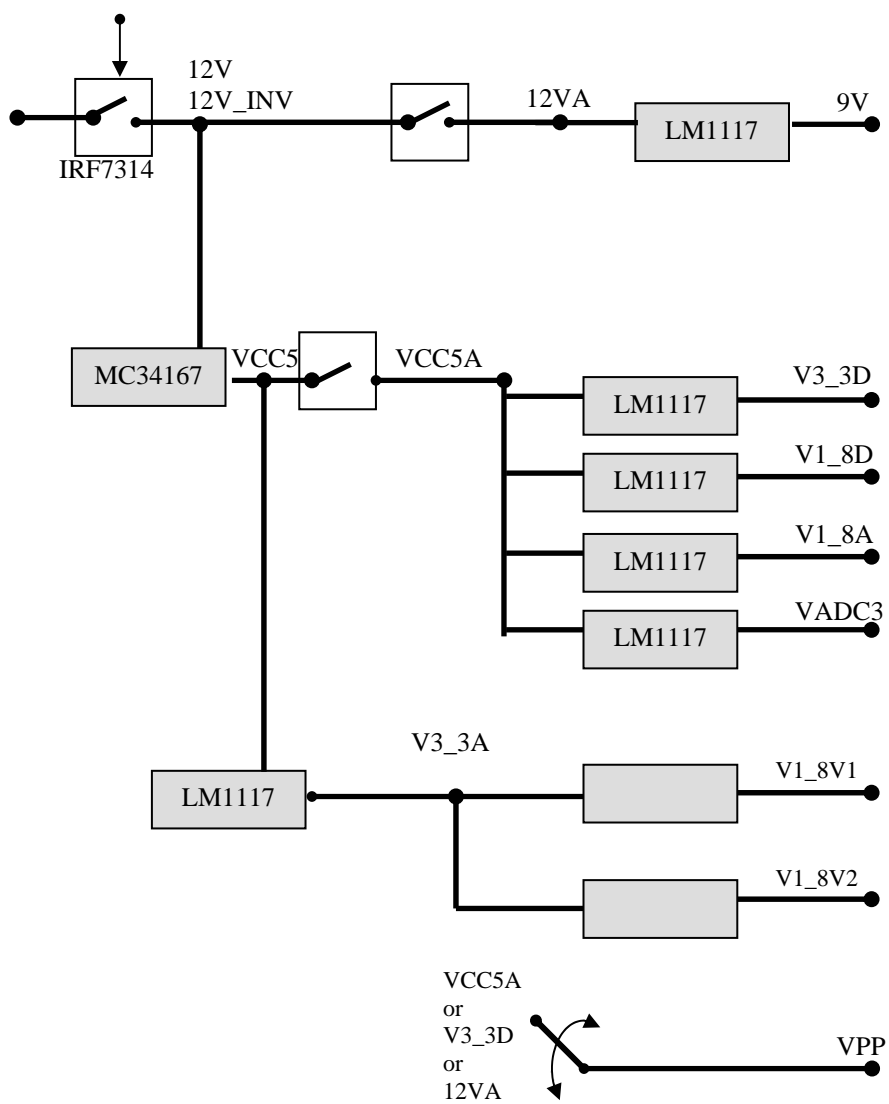 12V
12V_INV
12VA
9V
LM1117
IRF7314
MC34167
VCC5
VCC5A
V3_3D
LM1117
V1_8D
LM1117
V1_8A
LM1117
VADC3
LM1117
V3_3A
LM1117
V1_8V1
V1_8V2
VCC5A
or
V3_3D
or
12VA
VPP